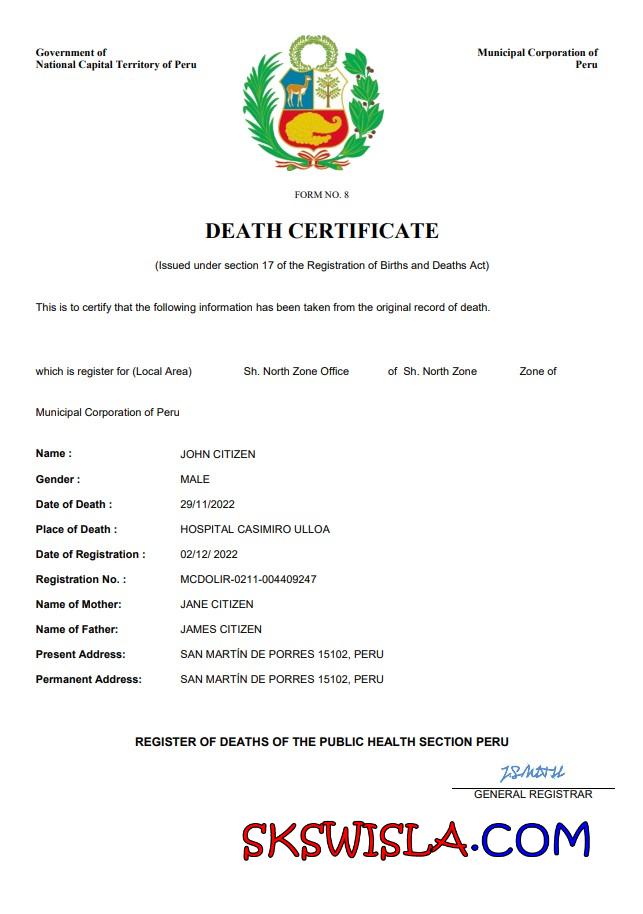 Government of
National Capital Territory of Peru
Municipal Corporation of
Peru
FORM NO. 8
DEATH CERTIFICATE
(Issued under section 17 of the Registration of Births and Deaths Act)
This is to certify that the following information has been taken from the original record of death.
which is register for (Local Area) Sh. North Zone Office of Sh. North Zone Zone of
Municipal Corporation of Peru
Name : JOHN CITIZEN
Gender : MALE
Date of Death : 29/11/2022
Place of Death : HOSPITAL CASIMIRO ULLOA
Date of Registration : 02/12/ 2022
Registration No. : MCDOLIR-0211-004409247
Name of Mother: JANE CITIZEN
Name of Father: JAMES CITIZEN
Present Address: SAN MARTÍN DE PORRES 15102, PERU
Permanent Address: SAN MARTÍN DE PORRES 15102, PERU
REGISTER OF DEATHS OF THE PUBLIC HEALTH SECTION PERU
GENERAL REGISTRAR
SKSWISLA.COM